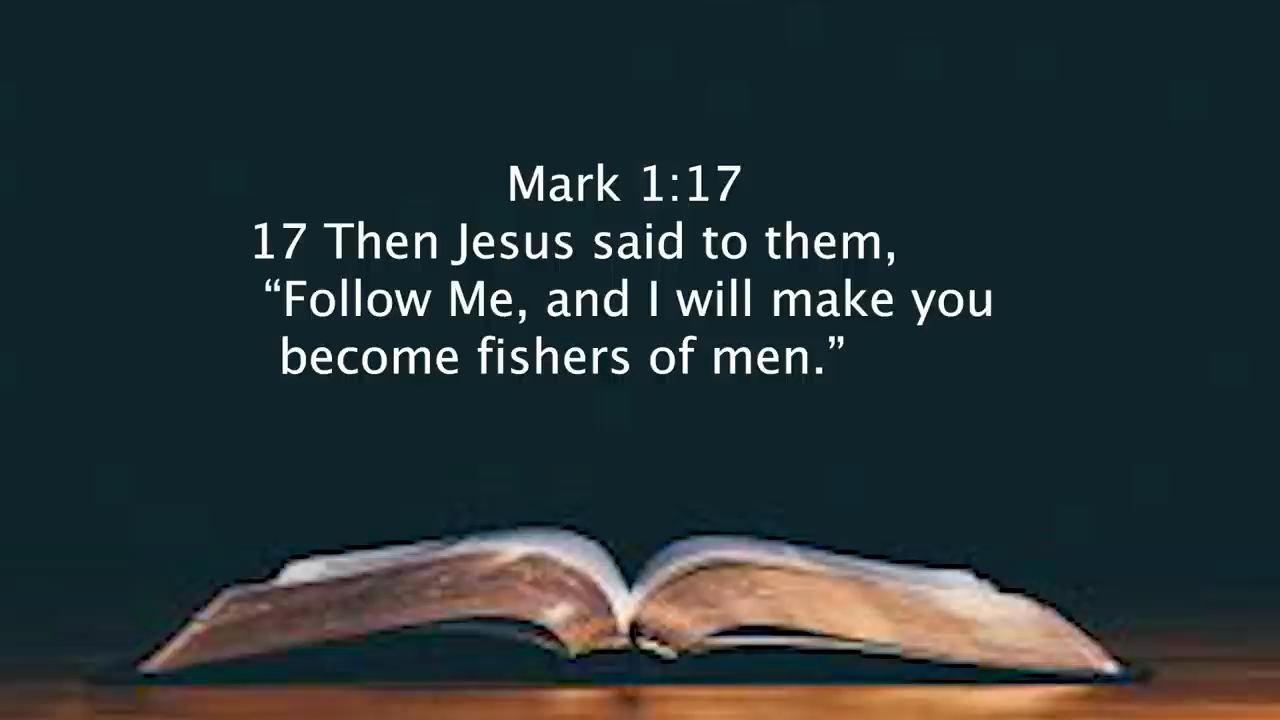 Mark 1:17
17 Then Jesus said to them,
“Follow Me, and I will make you
become fishers of men.”